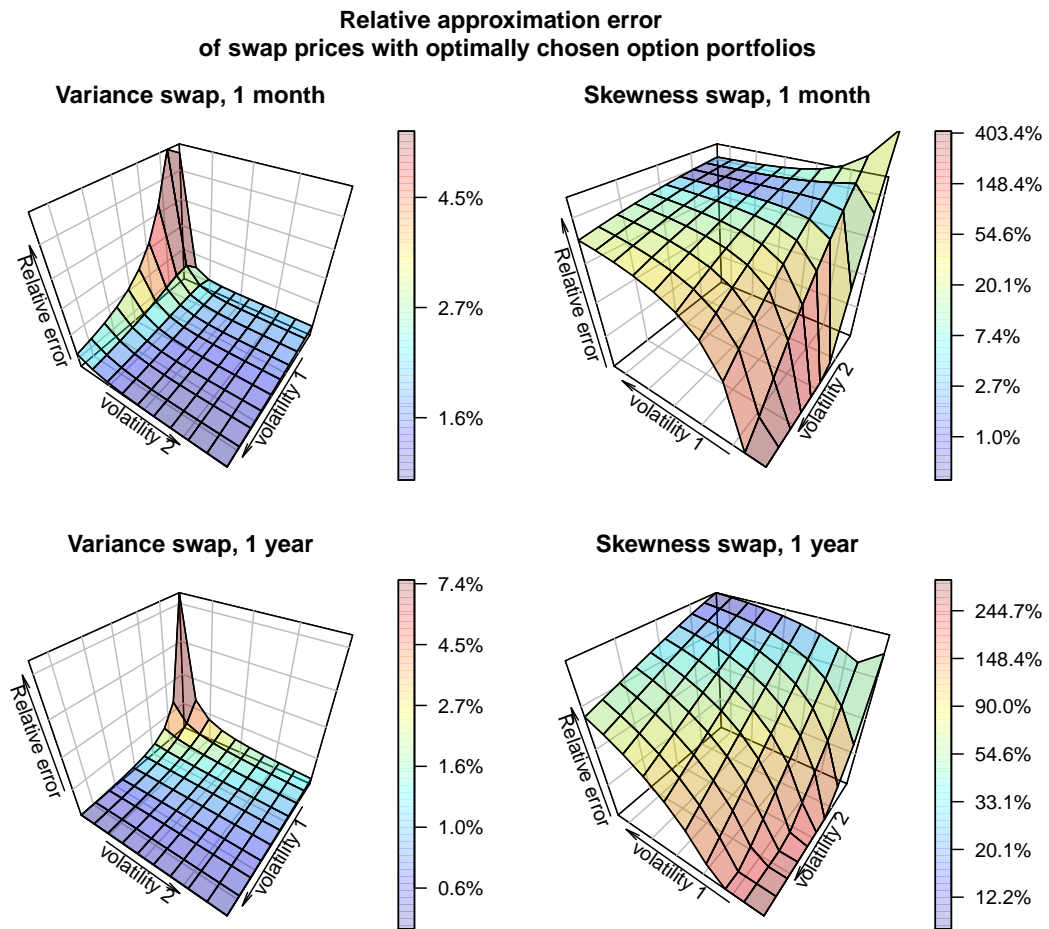 Relative approximation error
of swap prices with optimally chosen option portfolios
Variance swap, 1 month
Relative error
volatility 2
volatility 1
4.5%
2.7%
1.6%
Skewness swap, 1 month
Relative error
volatility 1
volatility 2
403.4%
148.4%
54.6%
20.1%
7.4%
2.7%
1.0%
Variance swap, 1 year
Relative error
volatility 2
volatility 1
7.4%
4.5%
2.7%
1.6%
1.0%
0.6%
Skewness swap, 1 year
Relative error
volatility 1
volatility 2
244.7%
148.4%
90.0%
54.6%
33.1%
20.1%
12.2%